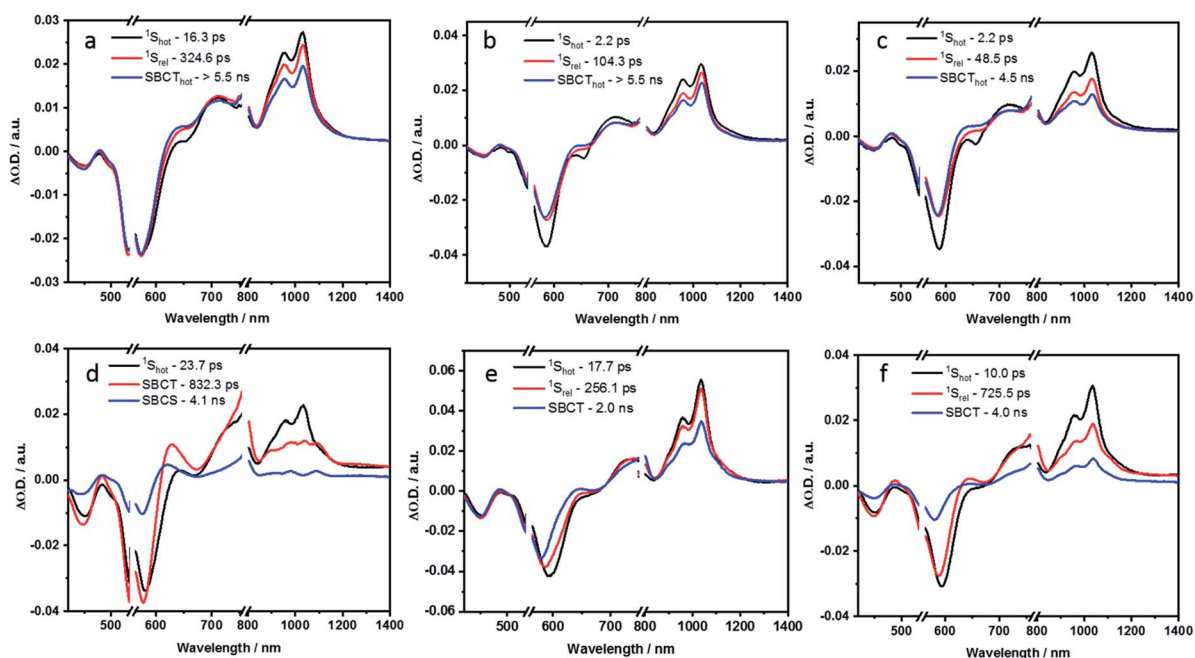 a
¹Shot - 16.3 ps
¹Srel - 324.6 ps
SBCThot - > 5.5 ns
0.03
0.02
0.01
0.00
-0.01
-0.02
-0.03
ΔO.D. / a.u.
500 600 700 800 1000 1200 1400
Wavelength / nm
b
¹Shot - 2.2 ps
¹Srel - 104.3 ps
SBCThot - > 5.5 ns
0.04
0.02
0.00
-0.02
-0.04
ΔO.D. / a.u.
500 600 700 800 1000 1200 1400
Wavelength / nm
c
¹Shot - 2.2 ps
¹Srel - 48.5 ps
SBCThot - 4.5 ns
0.04
0.02
0.00
-0.02
-0.04
ΔO.D. / a.u.
500 600 700 800 1000 1200 1400
Wavelength / nm
d
¹Shot - 23.7 ps
SBCT - 832.3 ps
SBCS - 4.1 ns
0.04
0.02
0.00
-0.02
-0.04
ΔO.D. / a.u.
500 600 700 800 1000 1200 1400
Wavelength / nm
e
¹Shot - 17.7 ps
¹Srel - 256.1 ps
SBCT - 2.0 ns
0.06
0.04
0.02
0.00
-0.02
-0.04
-0.06
ΔO.D. / a.u.
500 600 700 800 1000 1200 1400
Wavelength / nm
f
¹Shot - 10.0 ps
¹Srel - 725.5 ps
SBCT - 4.0 ns
0.04
0.02
0.00
-0.02
-0.04
ΔO.D. / a.u.
500 600 700 800 1000 1200 1400
Wavelength / nm